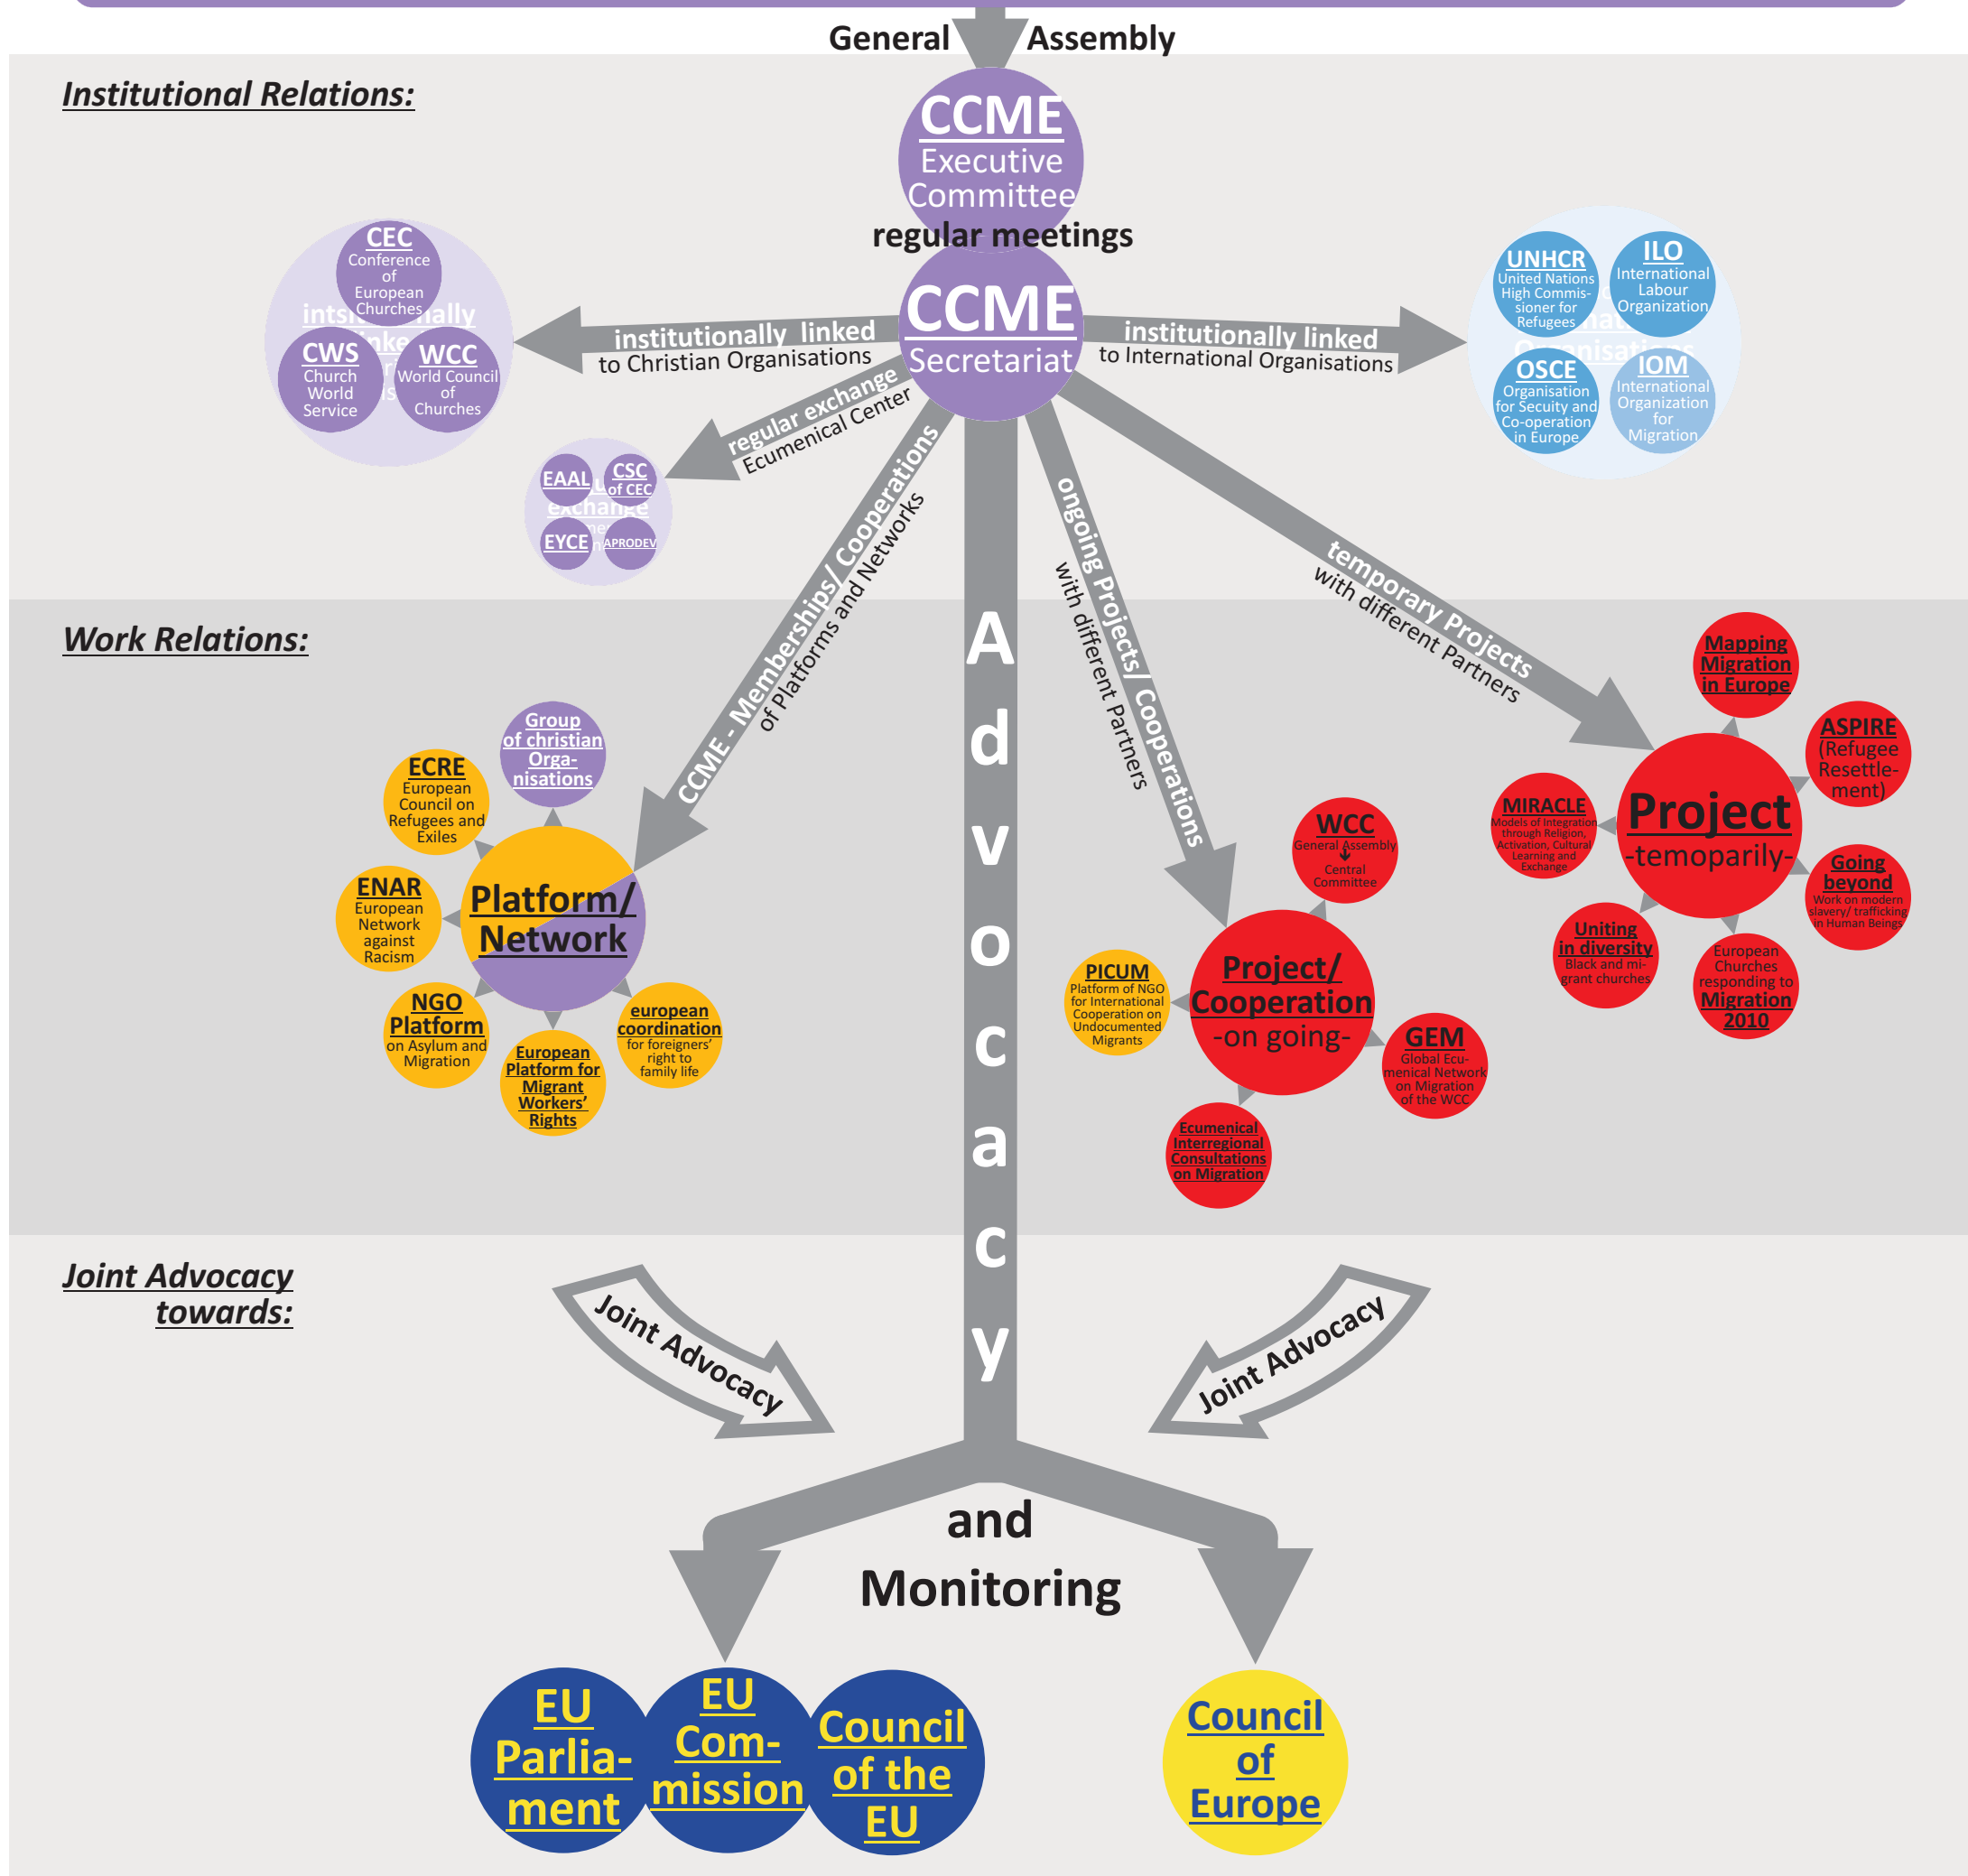 General Assembly
Institutional Relations:
CCME
Executive
Committee
regular meetings
CCME
Secretariat
institutionally linked
to Christian Organisations
institutionally linked
to International Organisations
CEC
Conference
of
European
Churches
CWS
Church
World
Service
WCC
World Council
of
Churches
UNHCR
United Nations
High Commis-
sioner for
Refugees
ILO
International
Labour
Organization
OSCE
Organisation
for Secuity and
Co-operation
in Europe
IOM
International
Organization
for
Migration
regular exchange
Ecumenical Center
EAAL
CSC
of CEC
exchange
EYCE
APRODEV
CCME - Memberships/ Cooperations
of Platforms and Networks
ongoing Projects/ Cooperations
with different Partners
temporary Projects
with different Partners
Work Relations:
Advocacy
Group
of christian
Orga-
nisations
ECRE
European
Council on
Refugees and
Exiles
ENAR
European
Network
against
Racism
Platform/
Network
NGO
Platform
on Asylum and
Migration
European
Platform for
Migrant
Workers'
Rights
european
coordination
for foreigners'
right to
family life
WCC
General Assembly
Central
Committee
PICUM
Platform of NGO
for International
Cooperation on
Undocumented
Migrants
Project/
Cooperation
-on going-
GEM
Global Ecu-
menical Network
on Migration
of the WCC
Ecumenical
Interregional
Consultations
on Migration
Mapping
Migration
in Europe
ASPIRE
(Refugee
Resettle-
ment)
MIRACLE
Models of Integration
through Religion,
Activation, Cultural
Learning and
Exchange
Project
-temoparily-
Going
beyond
Work on modern
slavery/ trafficking
in Human Beings
Uniting
in diversity
Black and mi-
grant churches
European
Churches
responding to
Migration
2010
Joint Advocacy
towards:
Joint Advocacy
Joint Advocacy
and
Monitoring
EU
Parlia-
ment
EU
Com-
mission
Council
of the
EU
Council
of
Europe